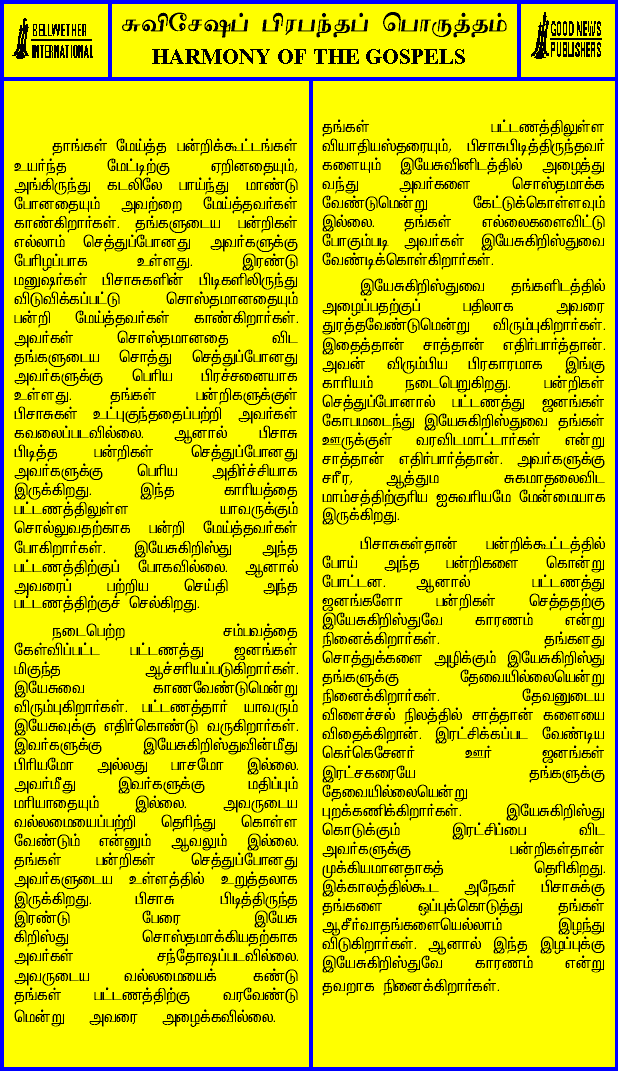 BELLWETHER
INTERNATIONAL
சுவிசேஷப் பிரபந்தப் பொருத்தம்
HARMONY OF THE GOSPELS
GOOD NEWS
PUBLISHERS
தாங்கள் மேய்த்த பன்றிக்கூட்டங்கள்
உயர்ந்த மேட்டிற்கு ஏறினதையும்,
அங்கிருந்து கடலிலே பாய்ந்து மாண்டு
போனதையும் அவற்றை மேய்த்தவர்கள்
காண்கிறார்கள். தங்களுடைய பன்றிகள்
எல்லாம் செத்துப்போனது அவர்களுக்கு
பேரிழப்பாக உள்ளது. இரண்டு
மனுஷர்கள் பிசாசுகளின் பிடிகளிலிருந்து
விடுவிக்கப்பட்டு சொஸ்தமானதையும்
பன்றி மேய்த்தவர்கள் காண்கிறார்கள்.
அவர்கள் சொஸ்தமானதை விட
தங்களுடைய சொத்து செத்துப்போனது
அவர்களுக்கு பெரிய பிரச்சனையாக
உள்ளது. தங்கள் பன்றிகளுக்குள்
பிசாசுகள் உட்புகுந்ததைப்பற்றி அவர்கள்
கவலைப்படவில்லை. ஆனால் பிசாசு
பிடித்த பன்றிகள் செத்துப்போனது
அவர்களுக்கு பெரிய அதிர்ச்சியாக
இருக்கிறது. இந்த காரியத்தை
பட்டணத்திலுள்ள யாவருக்கும்
சொல்லுவதற்காக பன்றி மேய்த்தவர்கள்
போகிறார்கள். இயேசுகிறிஸ்து அந்த
பட்டணத்திற்குப் போகவில்லை. ஆனால்
அவரைப் பற்றிய செய்தி அந்த
பட்டணத்திற்குச் செல்கிறது.
நடைபெற்ற சம்பவத்தை
கேள்விப்பட்ட பட்டணத்து ஜனங்கள்
மிகுந்த ஆச்சரியப்படுகிறார்கள்.
இயேசுவை காணவேண்டுமென்று
விரும்புகிறார்கள். பட்டணத்தார் யாவரும்
இயேசுவுக்கு எதிர்கொண்டு வருகிறார்கள்.
இவர்களுக்கு இயேசுகிறிஸ்துவின்மீது
பிரியமோ அல்லது பாசமோ இல்லை.
அவர்மீது இவர்களுக்கு மதிப்பும்
மரியாதையும் இல்லை. அவருடைய
வல்லமையைப்பற்றி தெரிந்து கொள்ள
வேண்டும் என்னும் ஆவலும் இல்லை.
தங்கள் பன்றிகள் செத்துப்போனது
அவர்களுடைய உள்ளத்தில் உறுத்தலாக
இருக்கிறது. பிசாசு பிடித்திருந்த
இரண்டு பேரை இயேசு
கிறிஸ்து சொஸ்தமாக்கியதற்காக
அவர்கள் சந்தோஷப்படவில்லை.
அவருடைய வல்லமையைக் கண்டு
தங்கள் பட்டணத்திற்கு வரவேண்டு
மென்று அவரை அழைக்கவில்லை.
தங்கள் பட்டணத்திலுள்ள
வியாதியஸ்தரையும், பிசாசுபிடித்திருந்தவர்
களையும் இயேசுவினிடத்தில் அழைத்து
வந்து அவர்களை சொஸ்தமாக்க
வேண்டுமென்று கேட்டுக்கொள்ளவும்
இல்லை. தங்கள் எல்லைகளைவிட்டு
போகும்படி அவர்கள் இயேசுகிறிஸ்துவை
வேண்டிக்கொள்கிறார்கள்.
இயேசுகிறிஸ்துவை தங்களிடத்தில்
அழைப்பதற்குப் பதிலாக அவரை
துரத்தவேண்டுமென்று விரும்புகிறார்கள்.
இதைத்தான் சாத்தான் எதிர்பார்த்தான்.
அவன் விரும்பிய பிரகாரமாக இங்கு
காரியம் நடைபெறுகிறது. பன்றிகள்
செத்துப்போனால் பட்டணத்து ஜனங்கள்
கோபமடைந்து இயேசுகிறிஸ்துவை தங்கள்
ஊருக்குள் வரவிடமாட்டார்கள் என்று
சாத்தான் எதிர்பார்த்தான். அவர்களுக்கு
சரீர, ஆத்தும சுகமாதலைவிட
மாம்சத்திற்குரிய ஐசுவரியமே மேன்மையாக
இருக்கிறது.
பிசாசுகள்தான் பன்றிக்கூட்டத்தில்
போய் அந்த பன்றிகளை கொன்று
போட்டன. ஆனால் பட்டணத்து
ஜனங்களோ பன்றிகள் செத்ததற்கு
இயேசுகிறிஸ்துவே காரணம் என்று
நினைக்கிறார்கள். தங்களது
சொத்துக்களை அழிக்கும் இயேசுகிறிஸ்து
தங்களுக்கு தேவையில்லையென்று
நினைக்கிறார்கள். தேவனுடைய
விளைச்சல் நிலத்தில் சாத்தான் களையை
விதைக்கிறான். இரட்சிக்கப்பட வேண்டிய
கெர்கெசேனர் ஊர் ஜனங்கள்
இரட்சகரையே தங்களுக்கு
தேவையில்லையென்று
புறக்கணிக்கிறார்கள். இயேசுகிறிஸ்து
கொடுக்கும் இரட்சிப்பை விட
அவர்களுக்கு பன்றிகள்தான்
முக்கியமானதாகத் தெரிகிறது.
இக்காலத்தில்கூட அநேகர் பிசாசுக்கு
தங்களை ஒப்புக்கொடுத்து தங்கள்
ஆசீர்வாதங்களையெல்லாம் இழந்து
விடுகிறார்கள். ஆனால் இந்த இழப்புக்கு
இயேசுகிறிஸ்துவே காரணம் என்று
தவறாக நினைக்கிறார்கள்.